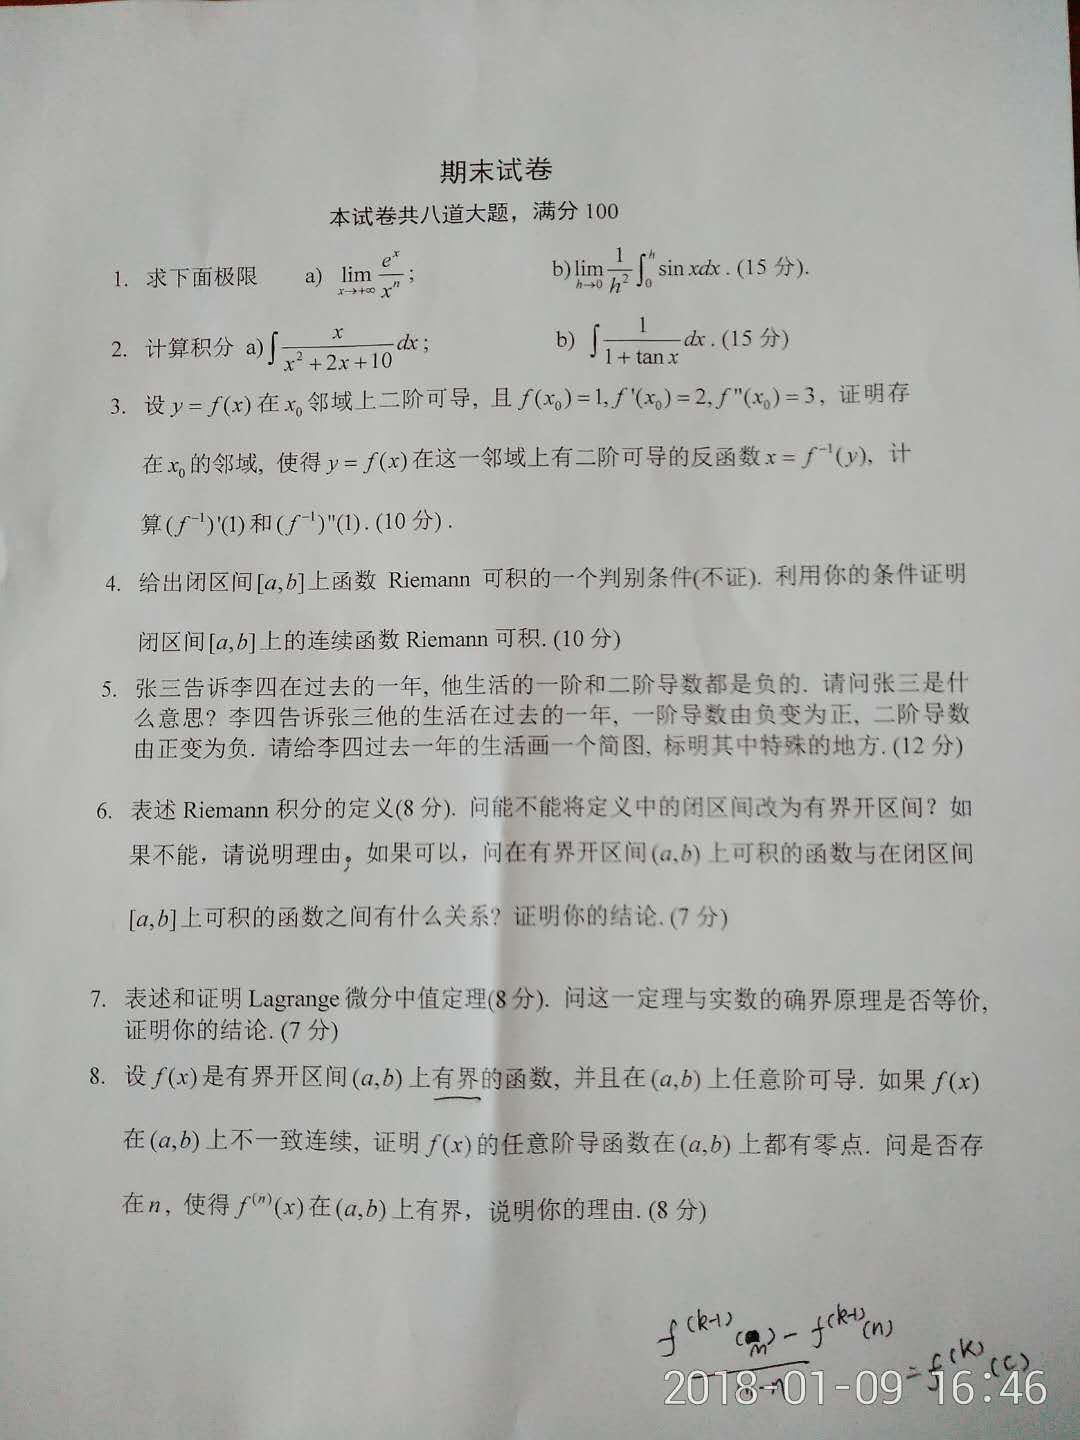 期末试卷
本试卷共八道大题，满分 100
1. 求下面极限 a) \lim_{x→+∞} \frac{e^x}{x^n}; b) \lim_{h→0} \frac{1}{h^2} ∫_0^h sin xdx. (15 分).
2. 计算积分 a) ∫ \frac{x}{x^2+2x+10} dx; b) ∫ \frac{1}{1+tan x} dx. (15 分)
3. 设 y = f(x) 在 x_0 邻域上二阶可导, 且 f(x_0) = 1, f'(x_0) = 2, f''(x_0) = 3, 证明存
在 x_0 的邻域, 使得 y = f(x) 在这一邻域上有二阶可导的反函数 x = f^{-1}(y), 计
算 (f^{-1})'(1) 和 (f^{-1})''(1). (10 分).
4. 给出闭区间[a,b]上函数 Riemann 可积的一个判别条件(不证). 利用你的条件证明
闭区间[a,b]上的连续函数 Riemann 可积. (10 分)
5. 张三告诉李四在过去的一年, 他生活的一阶和二阶导数都是负的. 请问张三是什
么意思? 李四告诉张三他的生活在过去的一年, 一阶导数由负变为正, 二阶导数
由正变为负. 请给李四过去一年的生活画一个简图, 标明其中特殊的地方. (12 分)
6. 表述 Riemann 积分的定义(8 分). 问能不能将定义中的闭区间改为有界开区间? 如
果不能，请说明理由，如果可以，问在有界开区间(a,b)上可积的函数与在闭区间
[a,b]上可积的函数之间有什么关系? 证明你的结论. (7 分)
7. 表述和证明 Lagrange 微分中值定理(8 分). 问这一定理与实数的确界原理是否等价,
证明你的结论. (7 分)
8. 设 f(x) 是有界开区间(a,b)上有界的函数, 并且在(a,b)上任意阶可导. 如果 f(x)
在(a,b)上不一致连续, 证明 f(x) 的任意阶导函数在(a,b)上都有零点. 问是否存
在 n, 使得 f^{(n)}(x) 在(a,b)上有界，说明你的理由. (8 分)
f^{(k-1)}(m) - f^{(k-1)}(n)
= f^{(k)}(c)
2018-01-09 16:46